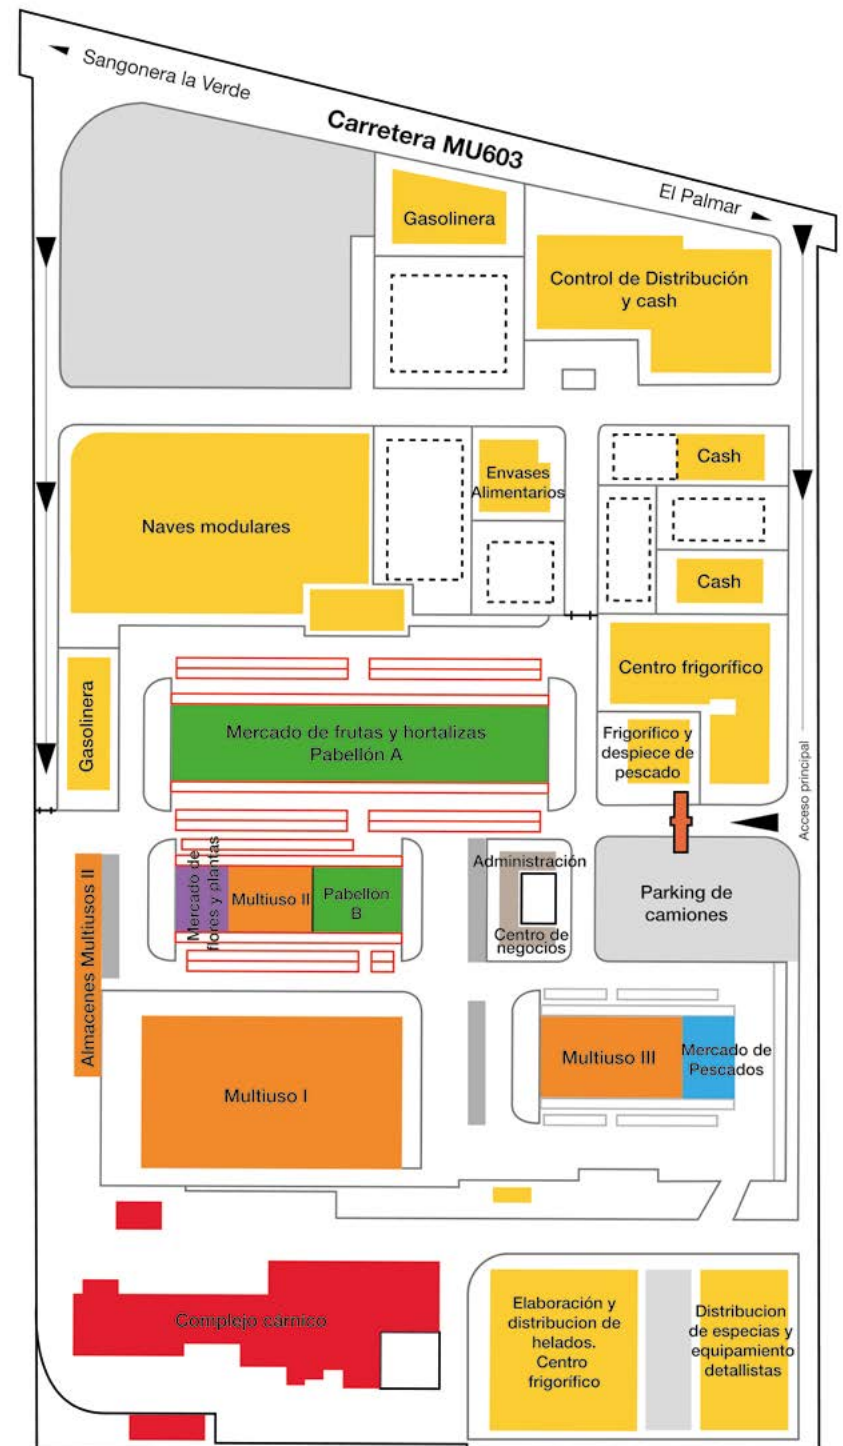 Sangonera la Verde
Carretera MU603
El Palmar
Gasolinera
Control de Distribución
y cash
Envases
Alimentarios
Cash
Naves modulares
Cash
Centro frigorífico
Gasolinera
Mercado de frutas y hortalizas
Pabellón A
Frigorífico y
despiece de
pescado
Acceso principal
Mercado de
flores y plantas
Multiuso II
Pabellón
B
Administración
Centro de
negocios
Parking de
camiones
Almacenes Multiusos II
Multiuso I
Multiuso III
Mercado de
Pescados
Complejo cárnico
Elaboración y
distribucion de
helados.
Centro
frigorífico
Distribucion
de especias y
equipamiento
detallistas